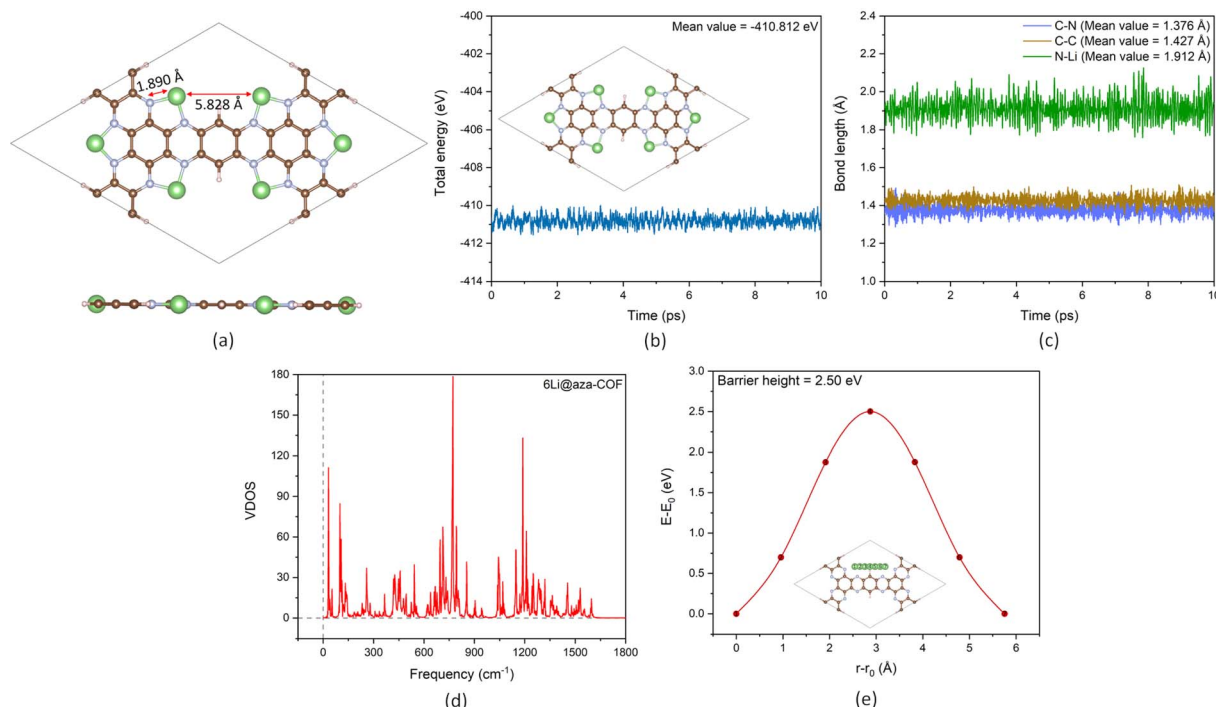 1.890 Å
5.828 Å
(a)
Mean value = -410.812 eV
Total energy (eV)
-400
-402
-404
-406
-408
-410
-412
-414
0
2
4
6
8
10
Time (ps)
(b)
C-N (Mean value = 1.376 Å)
C-C (Mean value = 1.427 Å)
N-Li (Mean value = 1.912 Å)
Bond length (Å)
2.4
2.2
2.0
1.8
1.6
1.4
1.2
1.0
0
2
4
6
8
10
Time (ps)
(c)
6Li@aza-COF
VDOS
180
150
120
90
60
30
0
0
300
600
900
1200
1500
1800
Frequency (cm-1)
(d)
Barrier height = 2.50 eV
E-E0 (eV)
3.0
2.5
2.0
1.5
1.0
0.5
0.0
0
1
2
3
4
5
6
r-r0 (Å)
(e)